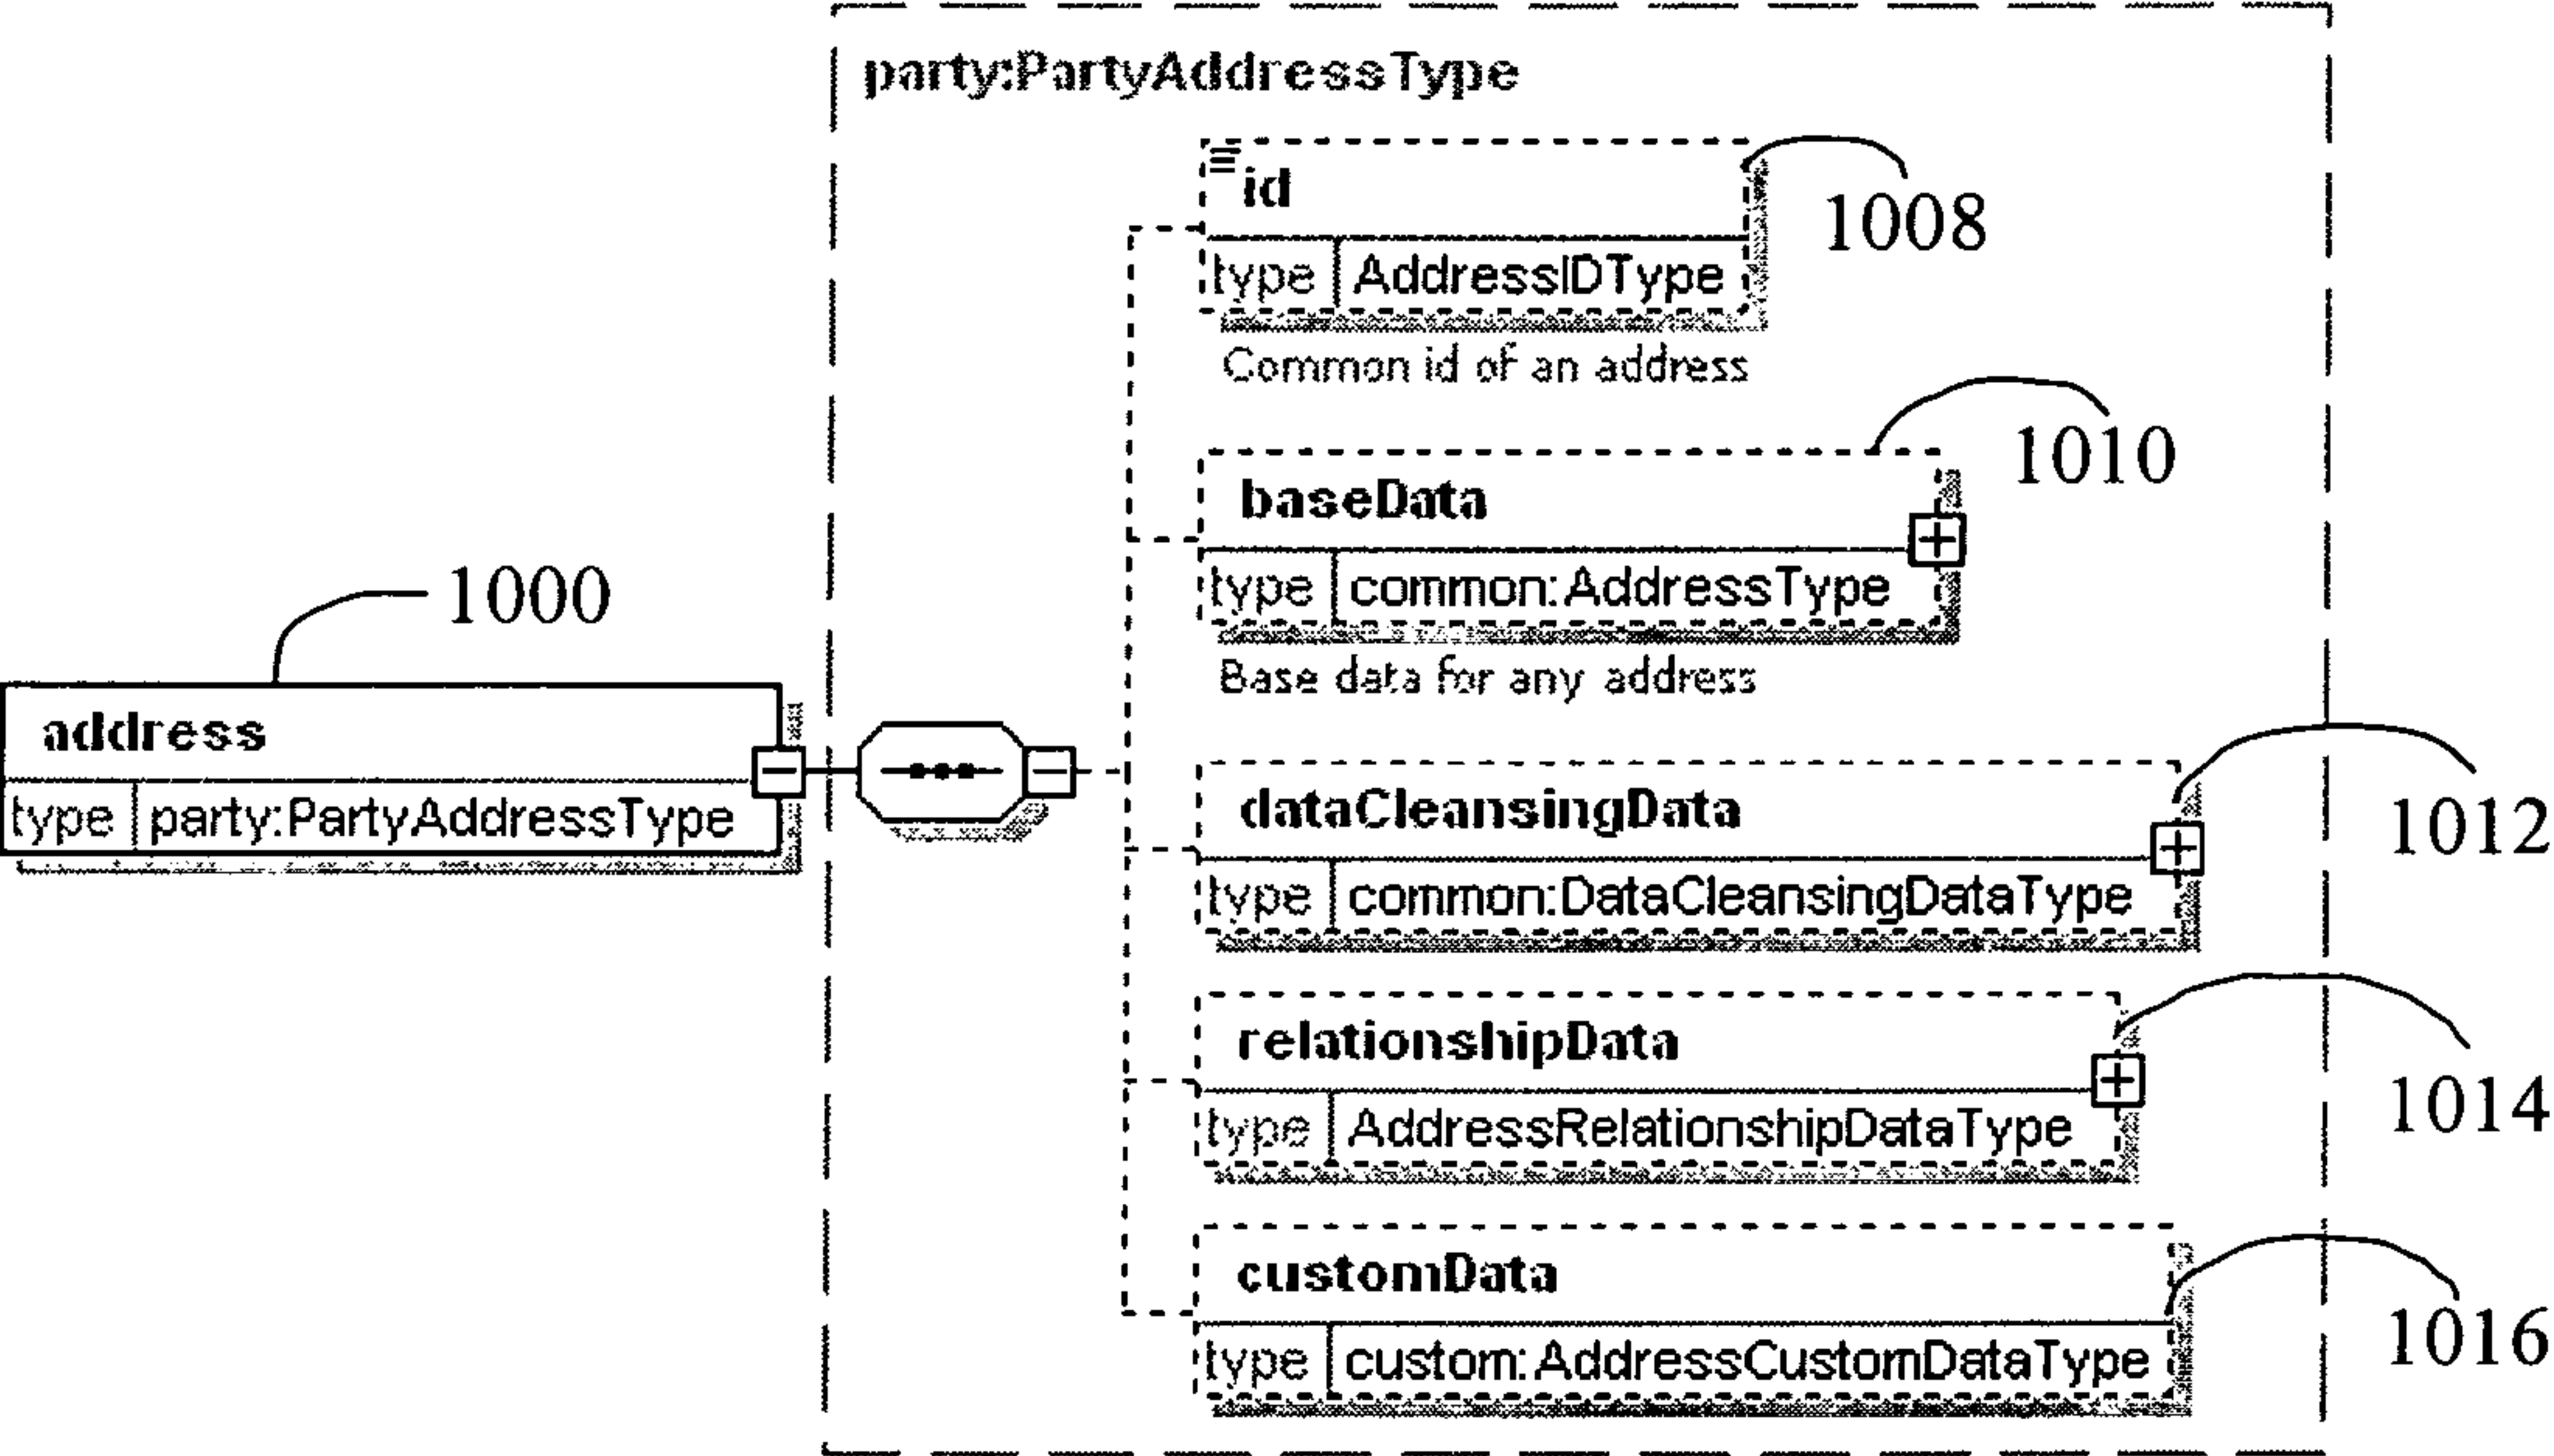 party:PartyAddressType
id
type AddressIDType
1008
Common id of an address
1010
baseData
type common:AddressType
Base data for any address
1000
address
type party:PartyAddressType
dataCleansingData
type common:DataCleansingDataType
1012
relationshipData
type AddressRelationshipDataType
1014
customData
type custom:AddressCustomDataType
1016